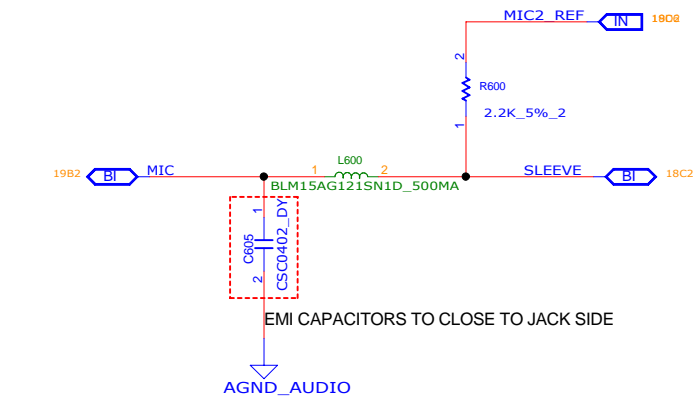 MIC2_REF
IN
2
R600
2.2K_5%_2
1
19B2
BI
MIC
1
L600
2
BLM15AG121SN1D_500MA
SLEEVE
BI
18C2
1
C605
CSC0402_DY
2
EMI CAPACITORS TO CLOSE TO JACK SIDE
AGND_AUDIO